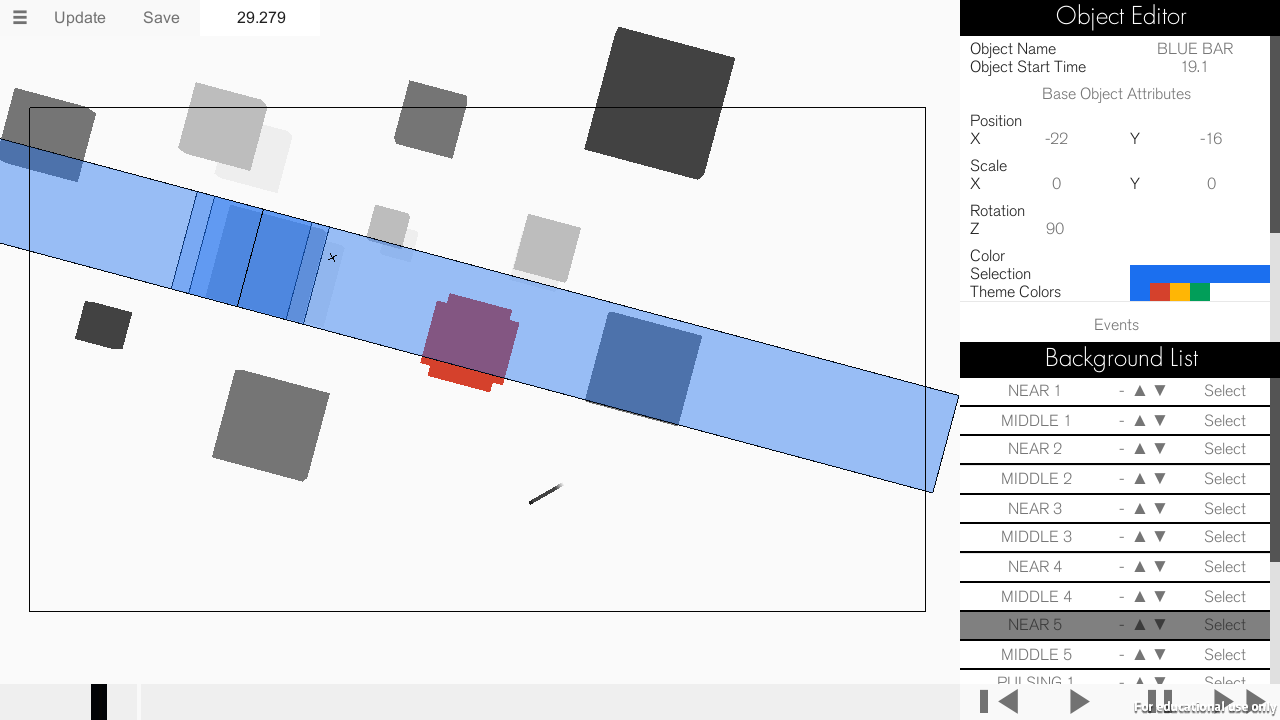 ☰ Update Save 29.279
Object Editor
Object Name BLUE BAR
Object Start Time 19.1
Base Object Attributes
Position
X -22 Y -16
Scale
X 0 Y 0
Rotation
Z 90
Color
Selection
Theme Colors
Events
Background List
NEAR 1 - ▲ ▼ Select
MIDDLE 1 - ▲ ▼ Select
NEAR 2 - ▲ ▼ Select
MIDDLE 2 - ▲ ▼ Select
NEAR 3 - ▲ ▼ Select
MIDDLE 3 - ▲ ▼ Select
NEAR 4 - ▲ ▼ Select
MIDDLE 4 - ▲ ▼ Select
NEAR 5 - ▲ ▼ Select
MIDDLE 5 - ▲ ▼ Select
PULSING 1 - ▲ ▼ Select
For educational use only